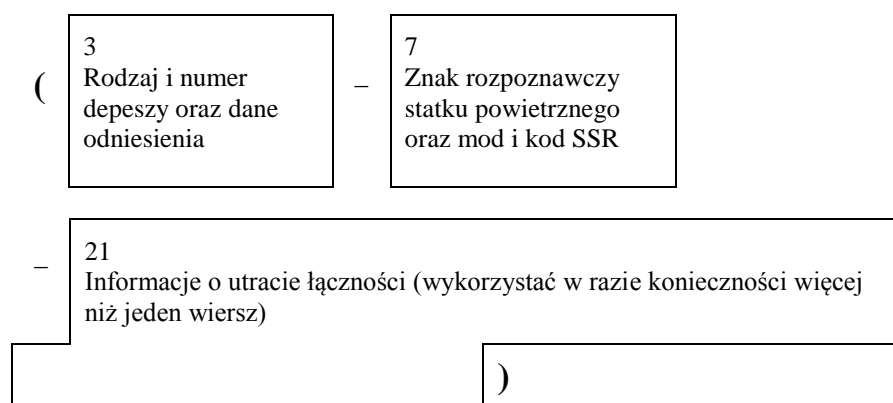 (
3
Rodzaj i numer
depeszy oraz dane
odniesienia
–
7
Znak rozpoznawczy
statku powietrznego
oraz mod i kod SSR
–
21
Informacje o utracie łączności (wykorzystać w razie konieczności więcej
niż jeden wiersz)
)